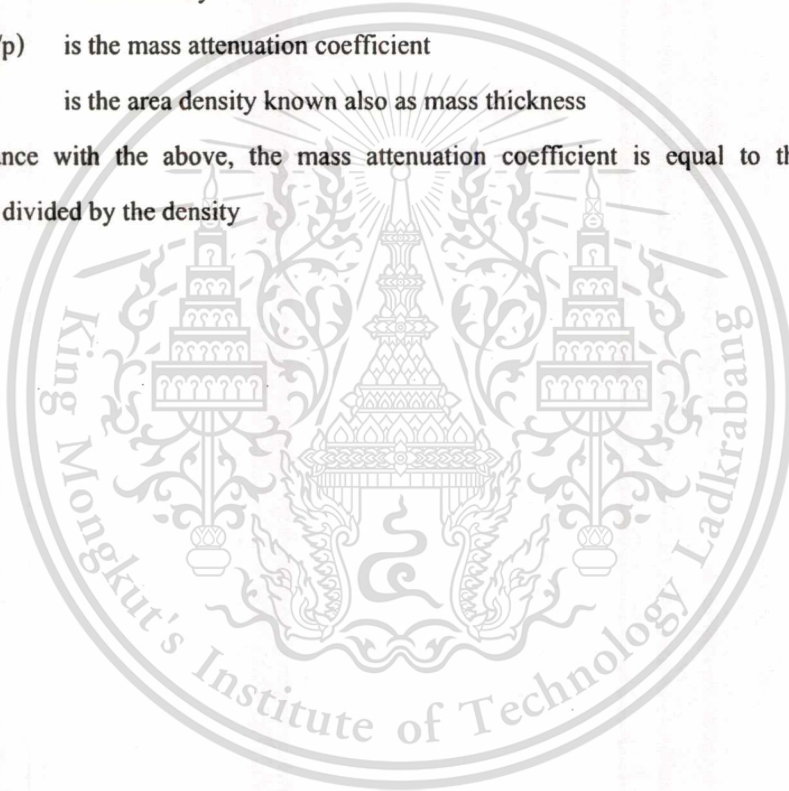 p) is the mass attenuation coefficient
is the area density known also as mass thickness
nce with the above, the mass attenuation coefficient is equal to th
divided by the density
King Mongkut's Institute of Technology Ladkrabang